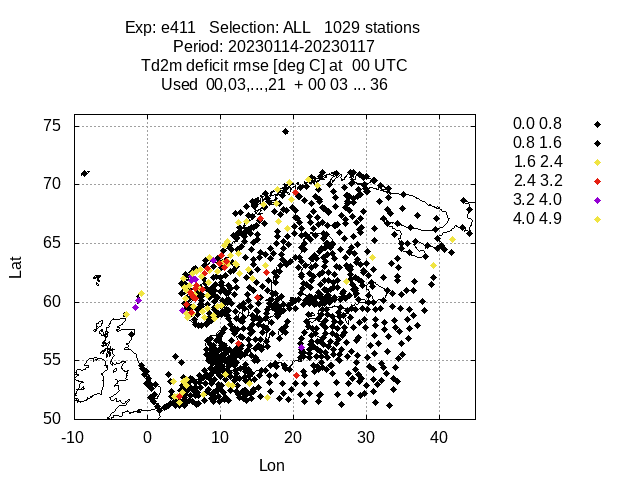 Exp: e411   Selection: ALL   1029 stations
Period: 20230114-20230117
Td2m deficit rmse [deg C] at  00 UTC
Used  00,03,...,21  + 00 03 ... 36
75
70
65
60
55
50
-10 0 10 20 30 40
Lat
Lon
0.0 0.8
0.8 1.6
1.6 2.4
2.4 3.2
3.2 4.0
4.0 4.9